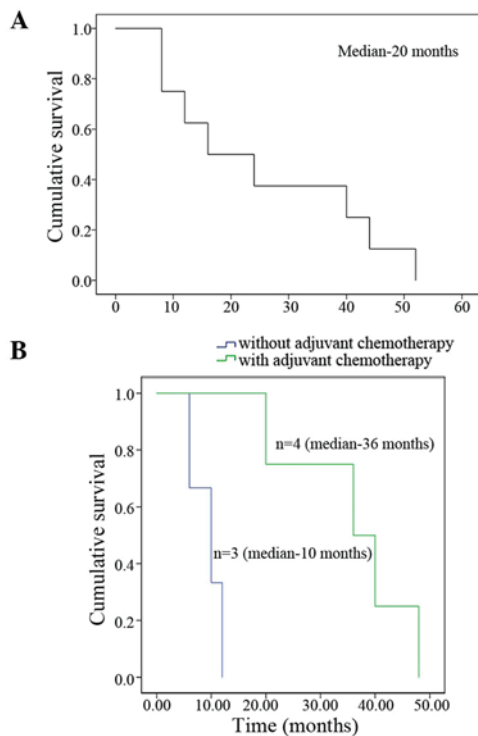 A
Median-20 months
Cumulative survival
1.0
0.8
0.6
0.4
0.2
0.0
0 10 20 30 40 50 60
B
without adjuvant chemotherapy
with adjuvant chemotherapy
n=4 (median-36 months)
n=3 (median-10 months)
Cumulative survival
1.0
0.8
0.6
0.4
0.2
0.0
0.00 10.00 20.00 30.00 40.00 50.00
Time (months)